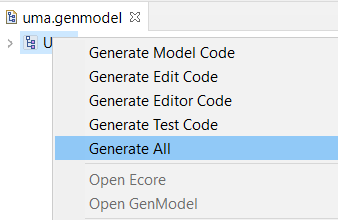 uma.genmodel
Generate Model Code
Generate Edit Code
Generate Editor Code
Generate Test Code
Generate All
Open Ecore
Open GenModel